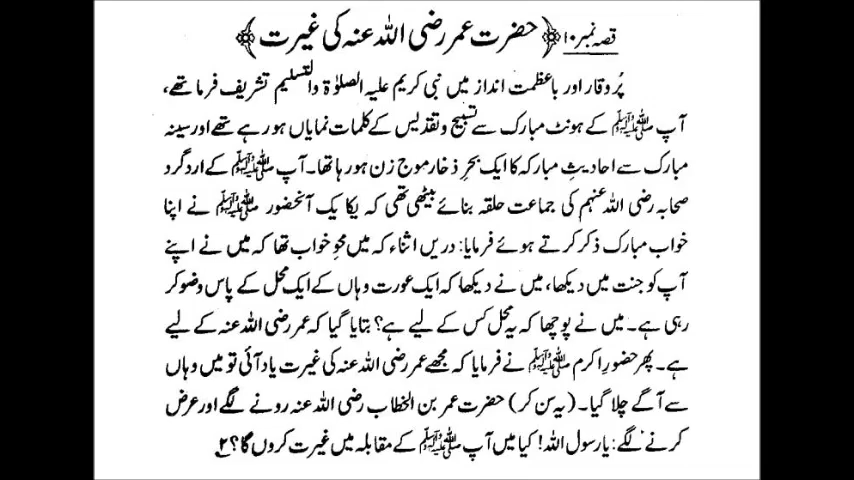 قصہ نمبر۱۰ ﴿حضرت عمر رضی اللہ عنہ کی غیرت﴾
پُر وقار اور باعظمت انداز میں نبی کریم علیہ الصلوٰۃ والتسلیم تشریف فرما تھے،
آپ ﷺ کے ہونٹ مبارک سے تسبیح و تقدیس کے کلمات نمایاں ہو رہے تھے اور سینہ
مبارک سے احادیثِ مبارکہ کا ایک بحرِ ذخار موج زن ہو رہا تھا۔ آپ ﷺ کے اردگرد
صحابہ رضی اللہ عنہم کی جماعت حلقہ بنائے بیٹھی تھی کہ یکا یک آنحضور ﷺ نے اپنا
خواب مبارک ذکر کرتے ہوئے فرمایا: دریں اثناء کہ میں محوِ خواب تھا کہ میں نے اپنے
آپ کو جنت میں دیکھا، میں نے دیکھا کہ ایک عورت وہاں کے ایک محل کے پاس وضو کر
رہی ہے۔ میں نے پوچھا کہ یہ محل کس کے لیے ہے؟ بتایا گیا کہ عمر رضی اللہ عنہ کے لیے
ہے۔ پھر حضورِ اکرم ﷺ نے فرمایا کہ مجھے عمر رضی اللہ عنہ کی غیرت یاد آئی تو میں وہاں
سے آگے چلا گیا۔ (یہ سن کر) حضرت عمر بن الخطاب رضی اللہ عنہ رونے لگے اور عرض
کرنے لگے: یا رسول اللہ! کیا میں آپ ﷺ کے مقابلہ میں غیرت کروں گا؟ ۲